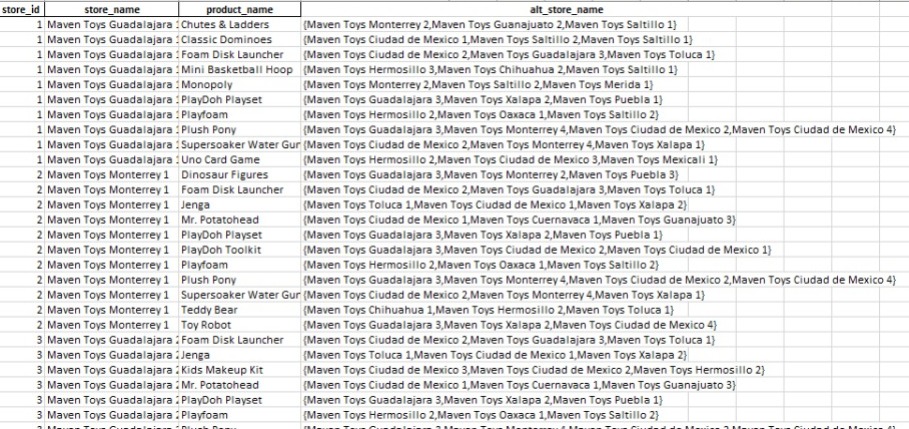 store_id store_name product_name alt_store_name
1 Maven Toys Guadalajara 1 Chutes & Ladders {Maven Toys Monterrey 2,Maven Toys Guanajuato 2,Maven Toys Saltillo 1}
1 Maven Toys Guadalajara 1 Classic Dominoes {Maven Toys Ciudad de Mexico 1,Maven Toys Saltillo 2,Maven Toys Saltillo 1}
1 Maven Toys Guadalajara 1 Foam Disk Launcher {Maven Toys Ciudad de Mexico 2,Maven Toys Guadalajara 3,Maven Toys Toluca 1}
1 Maven Toys Guadalajara 1 Mini Basketball Hoop {Maven Toys Hermosillo 3,Maven Toys Chihuahua 2,Maven Toys Saltillo 1}
1 Maven Toys Guadalajara 1 Monopoly {Maven Toys Monterrey 2,Maven Toys Saltillo 2,Maven Toys Merida 1}
1 Maven Toys Guadalajara 1 PlayDoh Playset {Maven Toys Guadalajara 3,Maven Toys Xalapa 2,Maven Toys Puebla 1}
1 Maven Toys Guadalajara 1 Playfoam {Maven Toys Hermosillo 2,Maven Toys Oaxaca 1,Maven Toys Saltillo 2}
1 Maven Toys Guadalajara 1 Plush Pony {Maven Toys Guadalajara 3,Maven Toys Monterrey 4,Maven Toys Ciudad de Mexico 2,Maven Toys Ciudad de Mexico 4}
1 Maven Toys Guadalajara 1 Supersoaker Water Gun {Maven Toys Ciudad de Mexico 2,Maven Toys Monterrey 4,Maven Toys Xalapa 1}
1 Maven Toys Guadalajara 1 Uno Card Game {Maven Toys Hermosillo 2,Maven Toys Ciudad de Mexico 3,Maven Toys Mexicali 1}
2 Maven Toys Monterrey 1 Dinosaur Figures {Maven Toys Guadalajara 3,Maven Toys Monterrey 2,Maven Toys Puebla 3}
2 Maven Toys Monterrey 1 Foam Disk Launcher {Maven Toys Ciudad de Mexico 2,Maven Toys Guadalajara 3,Maven Toys Toluca 1}
2 Maven Toys Monterrey 1 Jenga {Maven Toys Toluca 1,Maven Toys Ciudad de Mexico 1,Maven Toys Xalapa 2}
2 Maven Toys Monterrey 1 Mr. Potatohead {Maven Toys Ciudad de Mexico 1,Maven Toys Cuernavaca 1,Maven Toys Guanajuato 3}
2 Maven Toys Monterrey 1 PlayDoh Playset {Maven Toys Guadalajara 3,Maven Toys Xalapa 2,Maven Toys Puebla 1}
2 Maven Toys Monterrey 1 PlayDoh Toolkit {Maven Toys Guadalajara 3,Maven Toys Ciudad de Mexico 2,Maven Toys Ciudad de Mexico 1}
2 Maven Toys Monterrey 1 Playfoam {Maven Toys Hermosillo 2,Maven Toys Oaxaca 1,Maven Toys Saltillo 2}
2 Maven Toys Monterrey 1 Plush Pony {Maven Toys Guadalajara 3,Maven Toys Monterrey 4,Maven Toys Ciudad de Mexico 2,Maven Toys Ciudad de Mexico 4}
2 Maven Toys Monterrey 1 Supersoaker Water Gun {Maven Toys Ciudad de Mexico 2,Maven Toys Monterrey 4,Maven Toys Xalapa 1}
2 Maven Toys Monterrey 1 Teddy Bear {Maven Toys Chihuahua 1,Maven Toys Hermosillo 2,Maven Toys Toluca 1}
2 Maven Toys Monterrey 1 Toy Robot {Maven Toys Guadalajara 3,Maven Toys Xalapa 2,Maven Toys Ciudad de Mexico 4}
3 Maven Toys Guadalajara 2 Foam Disk Launcher {Maven Toys Ciudad de Mexico 2,Maven Toys Guadalajara 3,Maven Toys Toluca 1}
3 Maven Toys Guadalajara 2 Jenga {Maven Toys Toluca 1,Maven Toys Ciudad de Mexico 1,Maven Toys Xalapa 2}
3 Maven Toys Guadalajara 2 Kids Makeup Kit {Maven Toys Ciudad de Mexico 3,Maven Toys Ciudad de Mexico 2,Maven Toys Hermosillo 2}
3 Maven Toys Guadalajara 2 Mr. Potatohead {Maven Toys Ciudad de Mexico 1,Maven Toys Cuernavaca 1,Maven Toys Guanajuato 3}
3 Maven Toys Guadalajara 2 PlayDoh Playset {Maven Toys Guadalajara 3,Maven Toys Xalapa 2,Maven Toys Puebla 1}
3 Maven Toys Guadalajara 2 Playfoam {Maven Toys Hermosillo 2,Maven Toys Oaxaca 1,Maven Toys Saltillo 2}